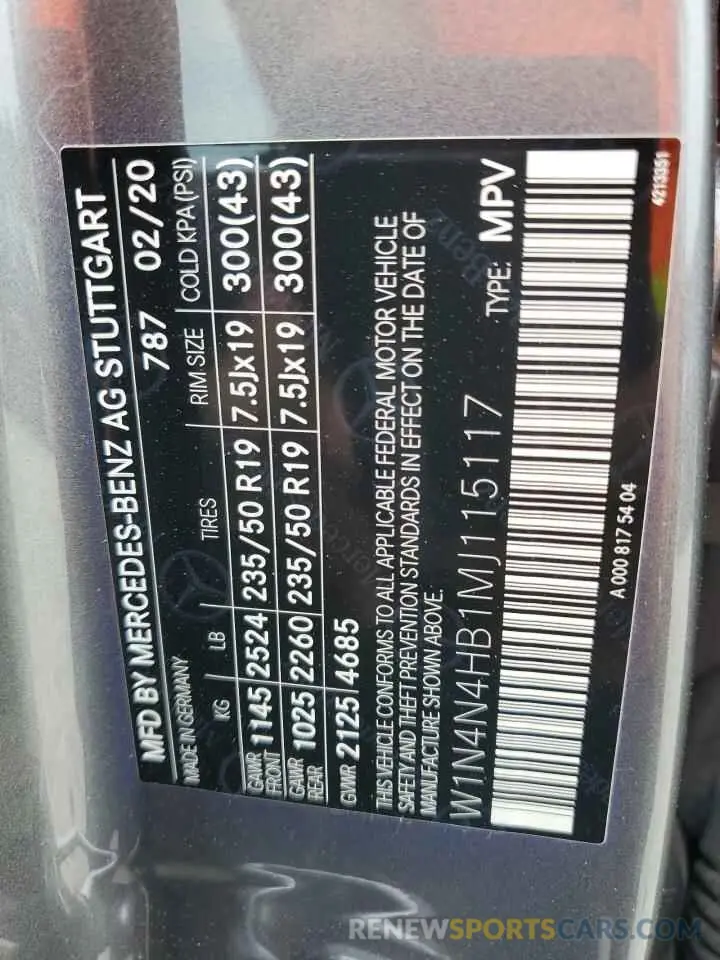 MFD BY MERCEDES-BENZ AG STUTTGART
MADE IN GERMANY 787 02/20
KG LB TIRES RIM SIZE COLD KPA(PSI)
GAWR FRONT 1145 2524 235/50 R19 7.5Jx19 300(43)
GAWR REAR 1025 2260 235/50 R19 7.5Jx19 300(43)
GVWR 2125 4685
THIS VEHICLE CONFORMS TO ALL APPLICABLE FEDERAL MOTOR VEHICLE
SAFETY AND THEFT PREVENTION STANDARDS IN EFFECT ON THE DATE OF
MANUFACTURE SHOWN ABOVE.
W1N4N4HB1MJ115117 TYPE: MPV
A 000 817 54 04 4213351
RENEWSPORTSCARS.COM